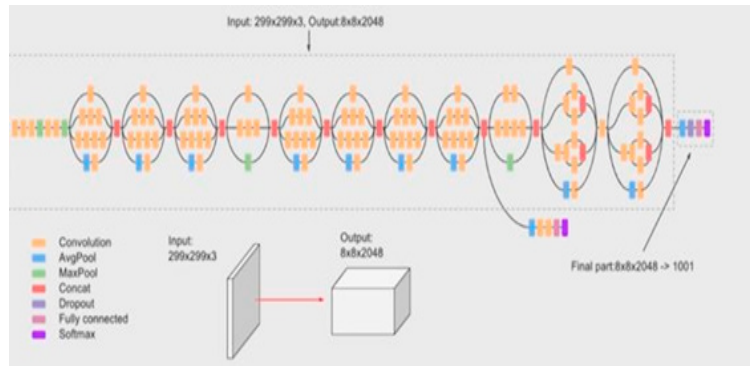 Input: 299x299x3, Output:8x8x2048
Convolution
AvgPool
MaxPool
Concat
Dropout
Fully connected
Softmax
Input:
299x299x3
Output:
8x8x2048
Final part:8x8x2048 -> 1001